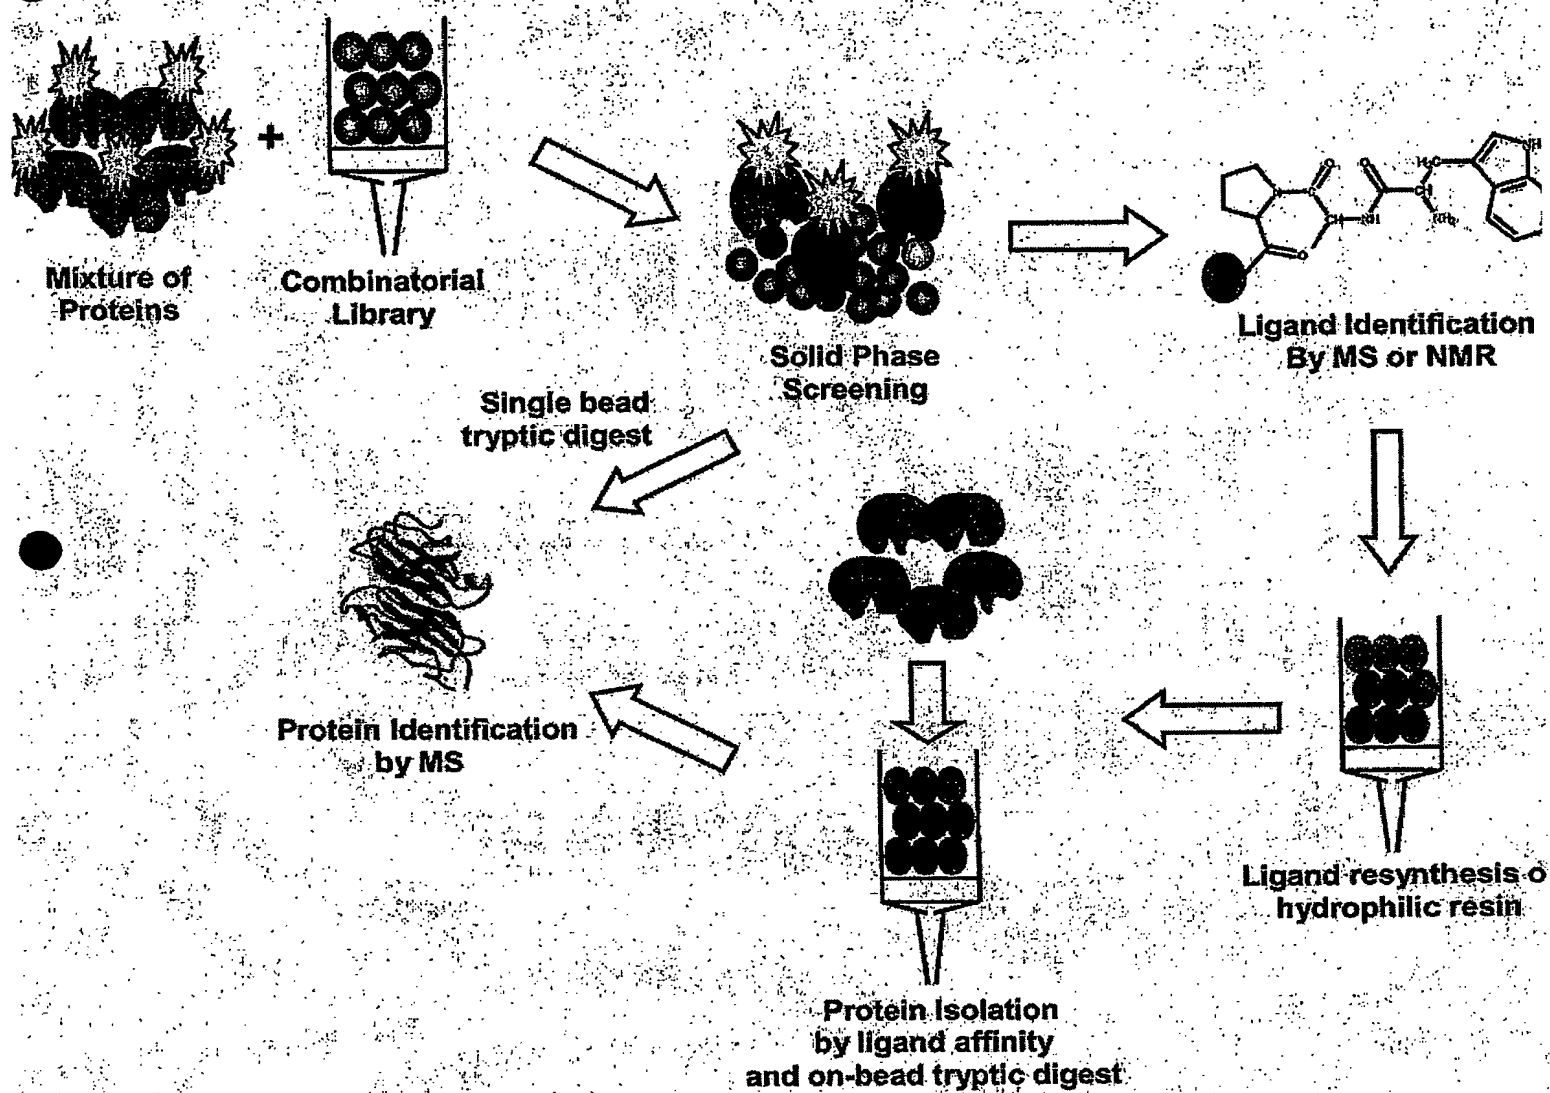 +
Mixture of
Proteins
Combinatorial
Library
Solid Phase
Screening
Ligand Identification
By MS or NMR
Single bead
tryptic digest
Protein Identification
by MS
Ligand resynthesis o
hydrophilic resin
Protein Isolation
by ligand affinity
and on-bead tryptic digest